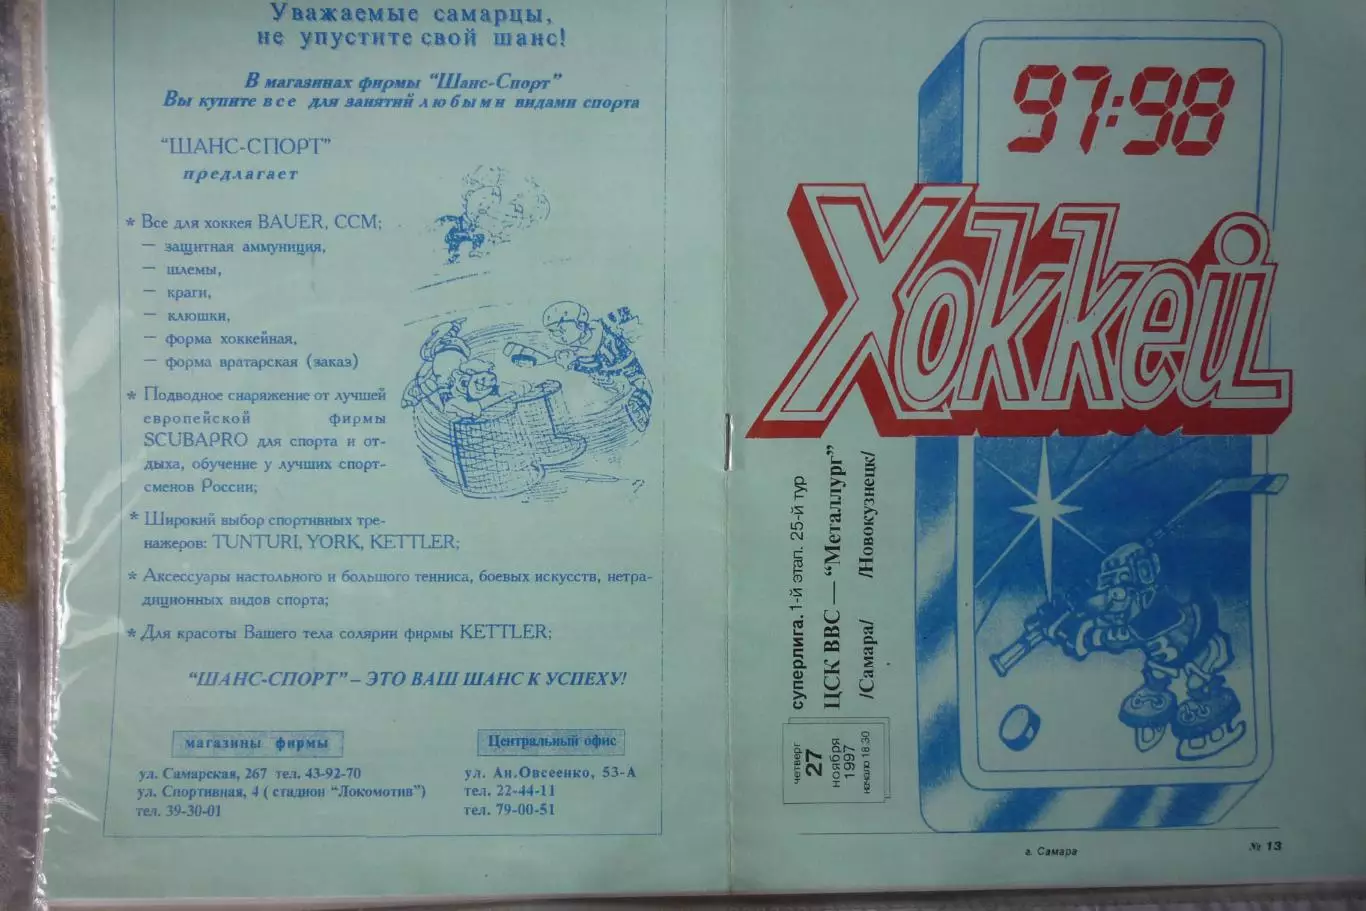 Уважаемые самарцы,
не упустите свой шанс!
В магазинах фирмы "Шанс-Спорт"
Вы купите все для занятий любыми видами спорта
"ШАНС-СПОРТ"
предлагает
* Все для хоккея BAUER, CCM;
— защитная аммуниция,
— шлемы,
— краги,
— клюшки,
— форма хоккейная,
— форма вратарская (заказ)
* Подводное снаряжение от лучшей
европейской фирмы
SCUBAPRO для спорта и от-
дыха, обучение у лучших спорт-
сменов России;
* Широкий выбор спортивных тре-
нажеров: TUNTURI, YORK, KETTLER;
* Аксессуары настольного и большого тенниса, боевых искусств, нетра-
диционных видов спорта;
* Для красоты Вашего тела солярии фирмы KETTLER;
"ШАНС-СПОРТ" – ЭТО ВАШ ШАНС К УСПЕХУ!
магазины фирмы
ул. Самарская, 267 тел. 43-92-70
ул. Спортивная, 4 ( стадион "Локомотив")
тел. 39-30-01
Центральный офис
ул. Ан.Овсеенко, 53-А
тел. 22-44-11
тел. 79-00-51
97:98
Хоккей
суперлига. 1-й этап. 25-й тур
ЦСК ВВС — "Металлург"
/Самара/ /Новокузнецк/
четверг
27
ноября
1997
начало 18.30
г. Самара
№ 13